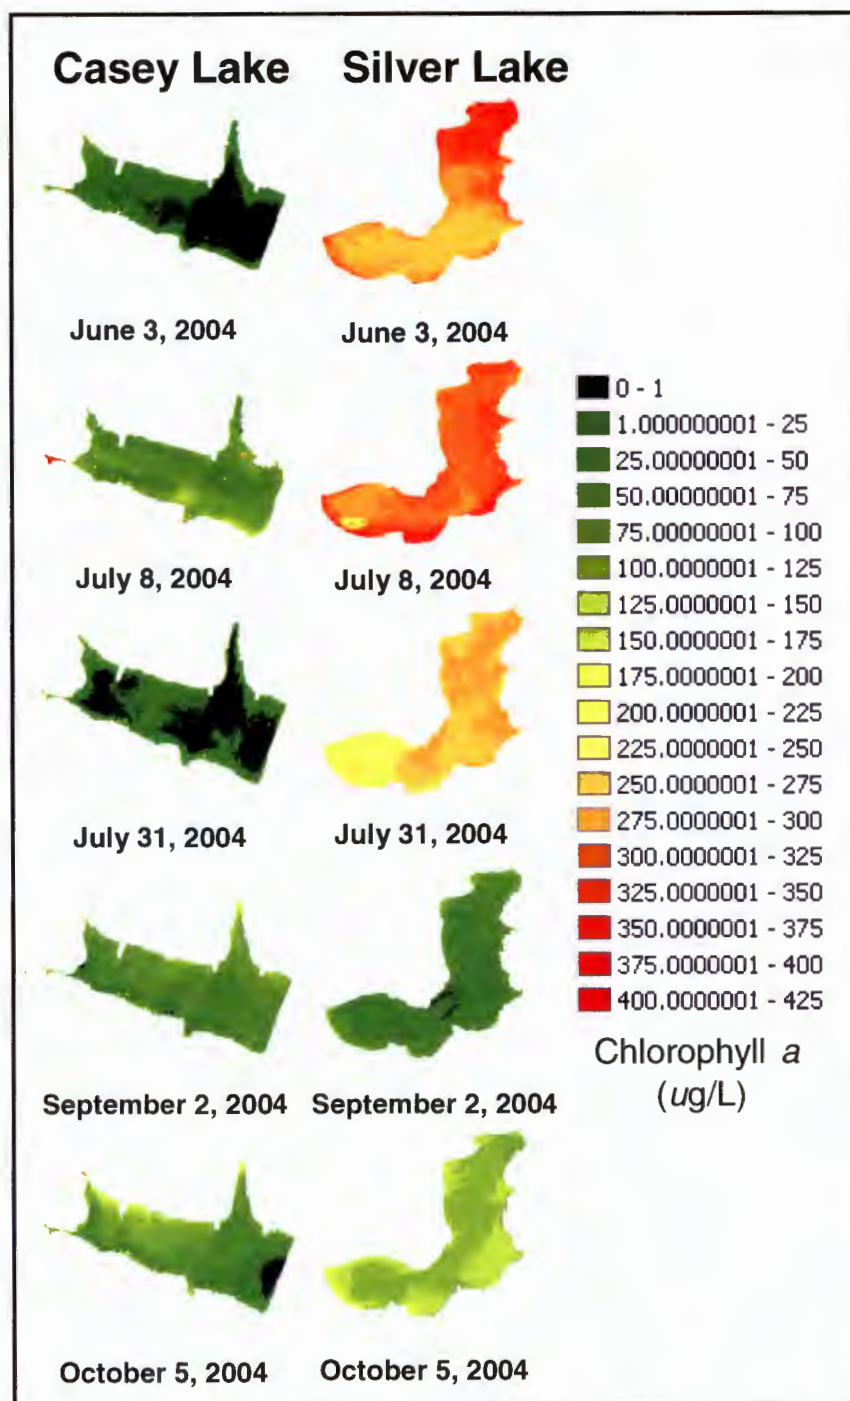 Casey Lake Silver Lake
June 3, 2004 June 3, 2004
July 8, 2004 July 8, 2004
July 31, 2004 July 31, 2004
September 2, 2004 September 2, 2004
October 5, 2004 October 5, 2004
0 - 1
1.000000001 - 25
25.00000001 - 50
50.00000001 - 75
75.00000001 - 100
100.0000001 - 125
125.0000001 - 150
150.0000001 - 175
175.0000001 - 200
200.0000001 - 225
225.0000001 - 250
250.0000001 - 275
275.0000001 - 300
300.0000001 - 325
325.0000001 - 350
350.0000001 - 375
375.0000001 - 400
400.0000001 - 425
Chlorophyll a
(ug/L)